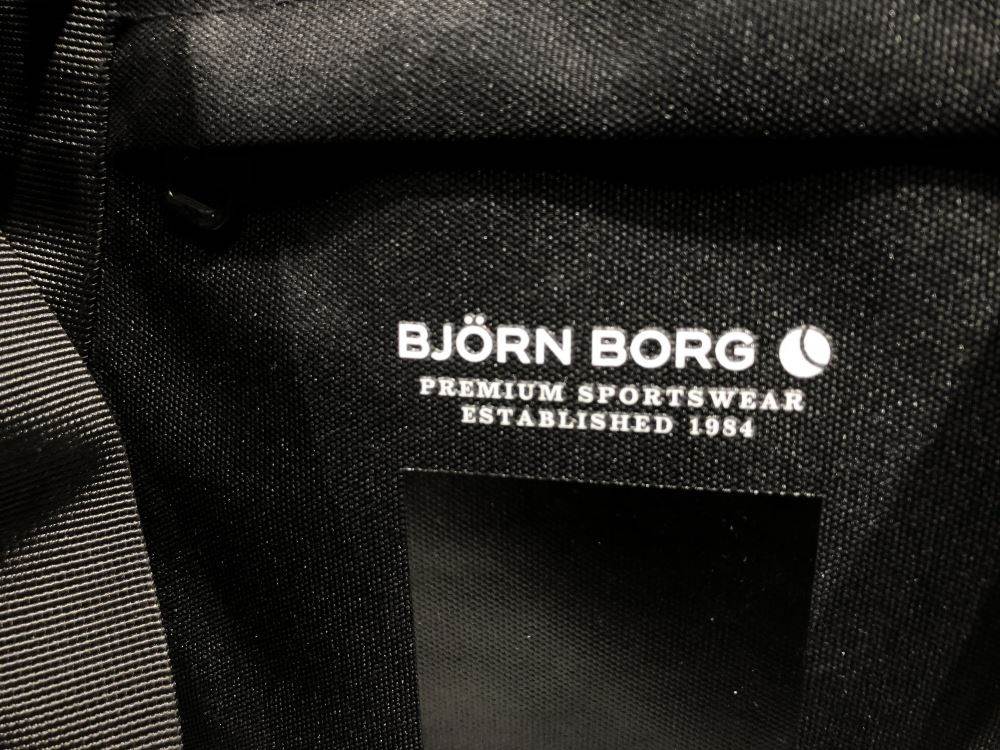 BJÖRN BORG
PREMIUM SPORTSWEAR
ESTABLISHED 1984